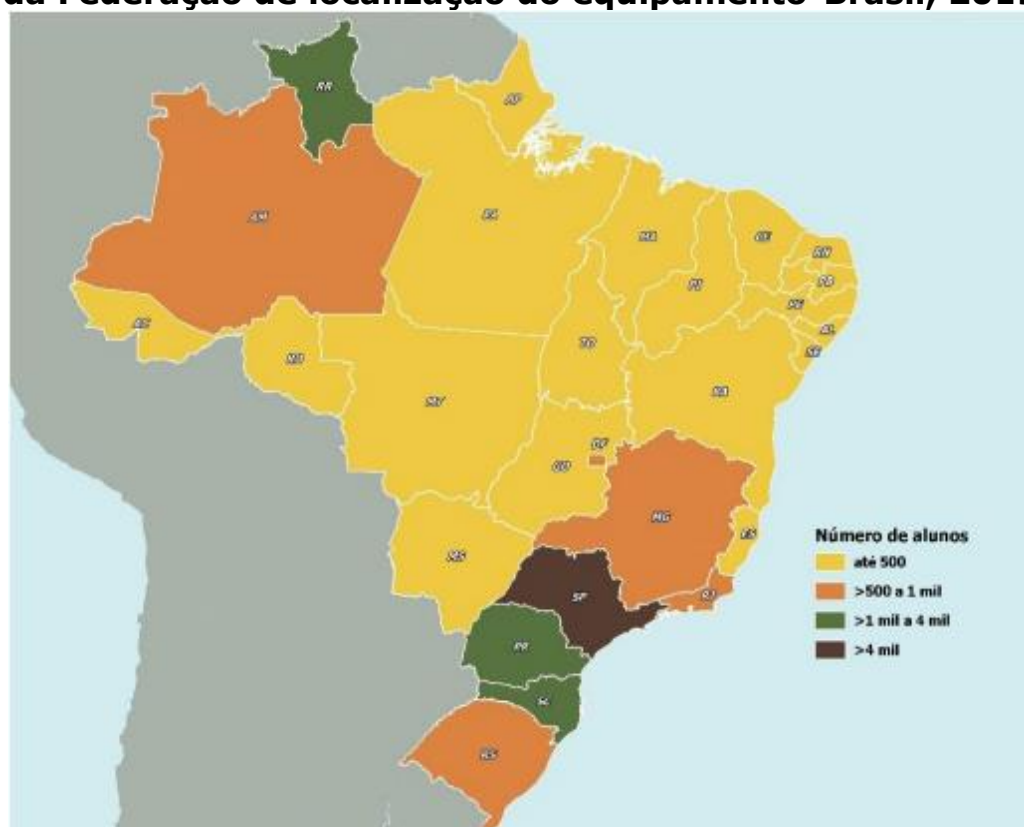 da Federação de localização do equipamento-Brasil, 201
RR
AP
AM
PA
MA
CE
RN
PB
PI
PE
AL
SE
AC
TO
RO
BA
MT
DF
GO
MG
ES
MS
RJ
SP
PR
SC
RS
Número de alunos
até 500
>500 a 1 mil
>1 mil a 4 mil
>4 mil